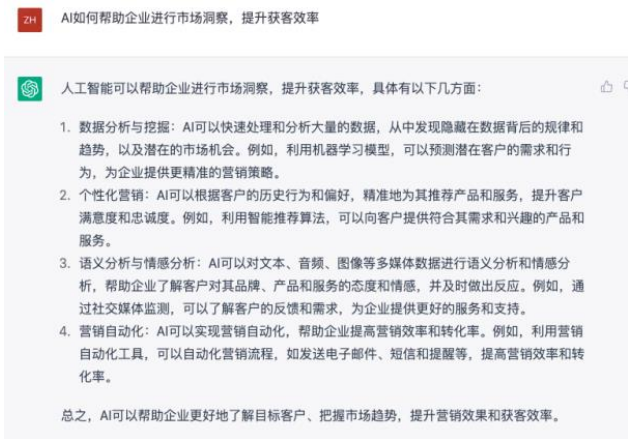 ZH
AI如何帮助企业进行市场洞察，提升获客效率
人工智能可以帮助企业进行市场洞察，提升获客效率，具体有以下几方面：
1. 数据分析与挖掘：AI可以快速处理和分析大量的数据，从中发现隐藏在数据背后的规律和
趋势，以及潜在的市场机会。例如，利用机器学习模型，可以预测潜在客户的需求和行
为，为企业提供更精准的营销策略。
2. 个性化营销：AI可以根据客户的历史行为和偏好，精准地为其推荐产品和服务，提升客户
满意度和忠诚度。例如，利用智能推荐算法，可以向客户提供符合其需求和兴趣的产品和
服务。
3. 语义分析与情感分析：AI可以对文本、音频、图像等多媒体数据进行语义分析和情感分
析，帮助企业了解客户对其品牌、产品和服务的态度和情感，并及时做出反应。例如，通
过社交媒体监测，可以了解客户的反馈和需求，为企业提供更好的服务和支持。
4. 营销自动化：AI可以实现营销自动化，帮助企业提高营销效率和转化率。例如，利用营销
自动化工具，可以自动化营销流程，如发送电子邮件、短信和提醒等，提高营销效率和转
化率。
总之，AI可以帮助企业更好地了解目标客户、把握市场趋势，提升营销效果和获客效率。